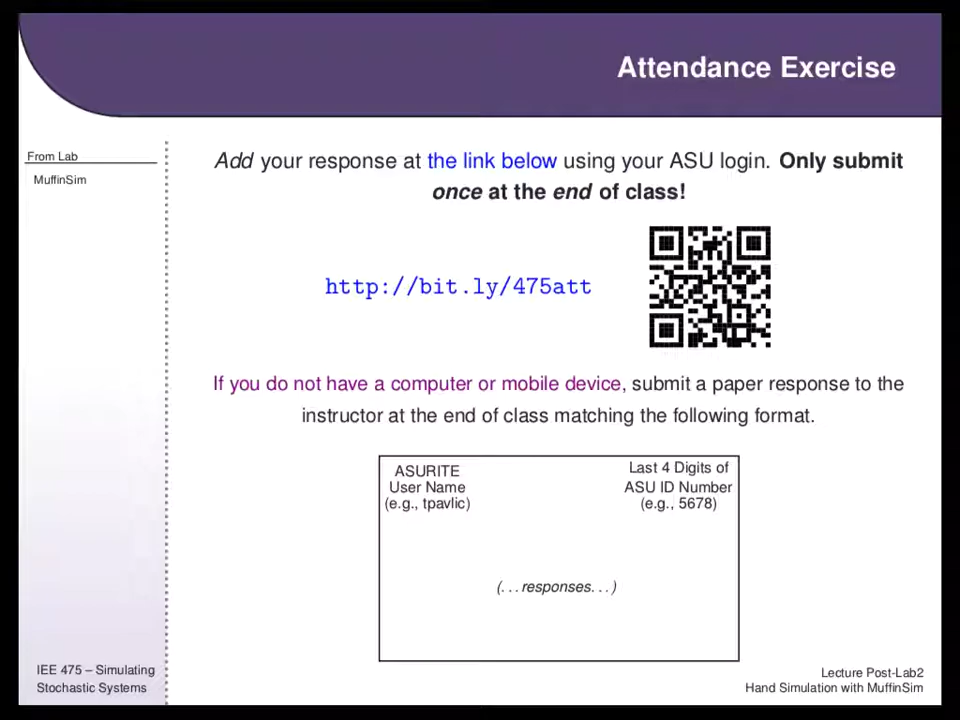 Attendance Exercise
From Lab
MuffinSim
Add your response at the link below using your ASU login. Only submit
once at the end of class!
http://bit.ly/475att
If you do not have a computer or mobile device, submit a paper response to the
instructor at the end of class matching the following format.
ASURITE
User Name
(e.g., tpavlic)
Last 4 Digits of
ASU ID Number
(e.g., 5678)
(...responses...)
IEE 475 – Simulating
Stochastic Systems
Lecture Post-Lab2
Hand Simulation with MuffinSim